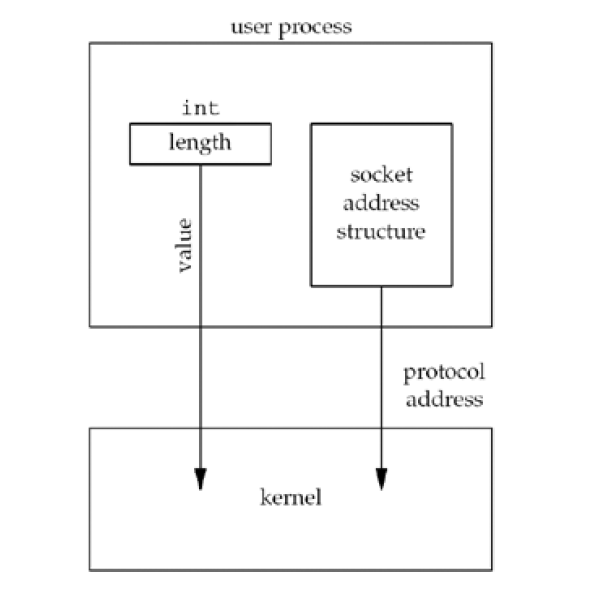 user process
int
length
value
socket
address
structure
protocol
address
kernel